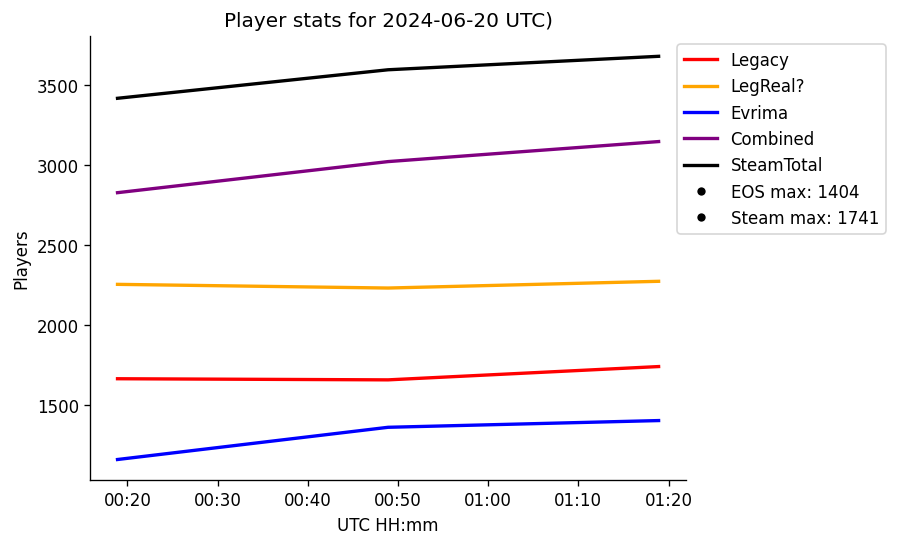 Player stats for 2024-06-20 UTC)
Legacy
LegReal?
Evrima
Combined
SteamTotal
EOS max: 1404
Steam max: 1741
Players
3500
3000
2500
2000
1500
00:20 00:30 00:40 00:50 01:00 01:10 01:20
UTC HH:mm